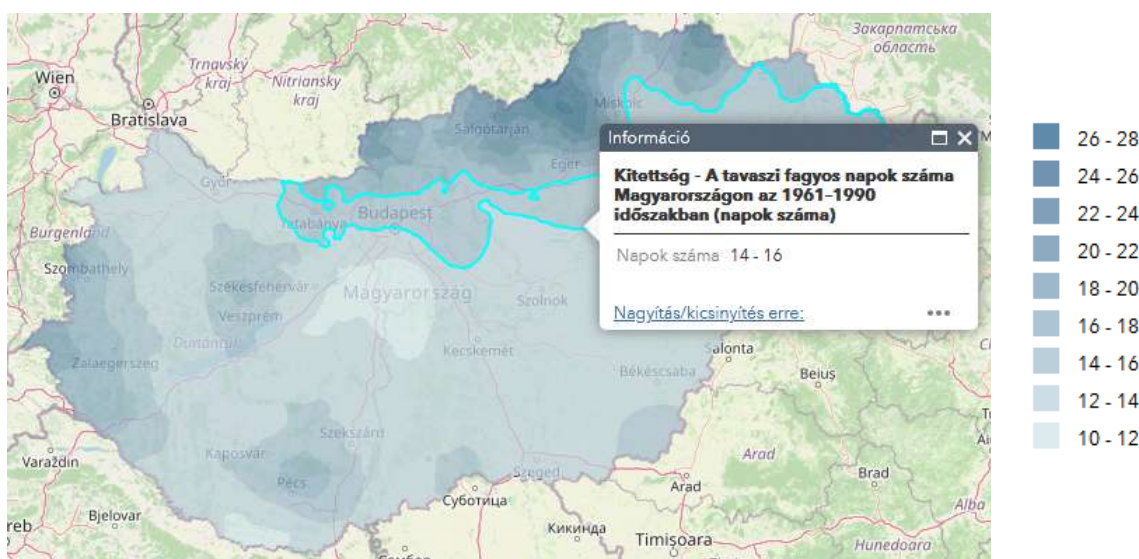 Закарпатська
область
Trnavský
kraj
Nitriansky
kraj
Wien
Bratislava
Miskolc
Salgótarján
Eger
Győr
Tatabánya
Budapest
Burgenland
Szombathely
Székesfehérvár
Veszprém
Magyarország
Szolnok
Dunántúl
Kecskemét
Zalaegerszeg
Békéscsaba
Salonta
Beiuș
Szekszárd
Kaposvár
Pécs
Szeged
Varaždin
Arad
Arad
Brad
Суботица
Alba
Bjelovar
Кикинда
Timișoara
Hunedoara
Információ
Kitettség - A tavaszi fagyos napok száma
Magyarországon az 1961-1990
időszakban (napok száma)
Napok száma 14 - 16
Nagyítás/kicsinyítés erre:
26 - 28
24 - 26
22 - 24
20 - 22
18 - 20
16 - 18
14 - 16
12 - 14
10 - 12